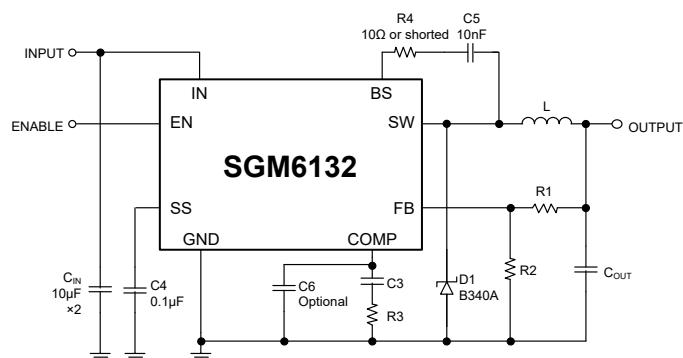 R4
10Ω or shorted
C5
10nF
INPUT
IN
BS
L
ENABLE
EN
SW
OUTPUT
SGM6132
R1
SS
FB
GND
COMP
CIN
10μF
×2
C4
0.1μF
C6
Optional
C3
R3
D1
B340A
R2
COUT